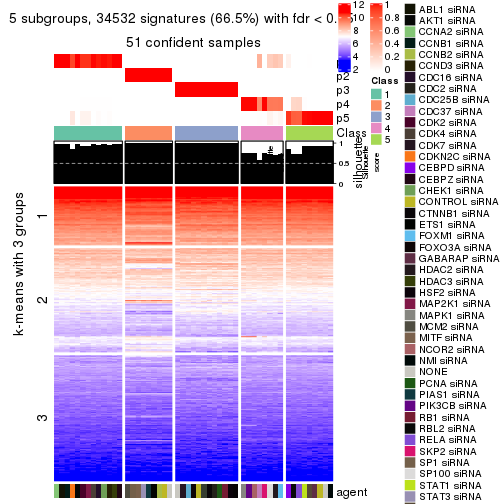 5 subgroups, 34532 signatures (66.5%) with fdr < 0.
51 confident samples
p2
p3
p4
p5
Class
1
0.5
0
silhouette
Silhouette
score
12
10
8
6
4
2
1
0.8
0.6
0.4
0.2
0
Class
1
2
3
4
5
k-means with 3 groups
1
2
3
agent
ABL1 siRNA
AKT1 siRNA
CCNA2 siRNA
CCNB1 siRNA
CCNB2 siRNA
CCND3 siRNA
CDC16 siRNA
CDC2 siRNA
CDC25B siRNA
CDC37 siRNA
CDK2 siRNA
CDK4 siRNA
CDK7 siRNA
CDKN2C siRNA
CEBPD siRNA
CEBPZ siRNA
CHEK1 siRNA
CONTROL siRNA
CTNNB1 siRNA
ETS1 siRNA
FOXM1 siRNA
FOXO3A siRNA
GABARAP siRNA
HDAC2 siRNA
HDAC3 siRNA
HSF2 siRNA
MAP2K1 siRNA
MAPK1 siRNA
MCM2 siRNA
MITF siRNA
NCOR2 siRNA
NMI siRNA
NONE
PCNA siRNA
PIAS1 siRNA
PIK3CB siRNA
RB1 siRNA
RBL2 siRNA
RELA siRNA
SKP2 siRNA
SP1 siRNA
SP100 siRNA
STAT1 siRNA
STAT3 siRNA